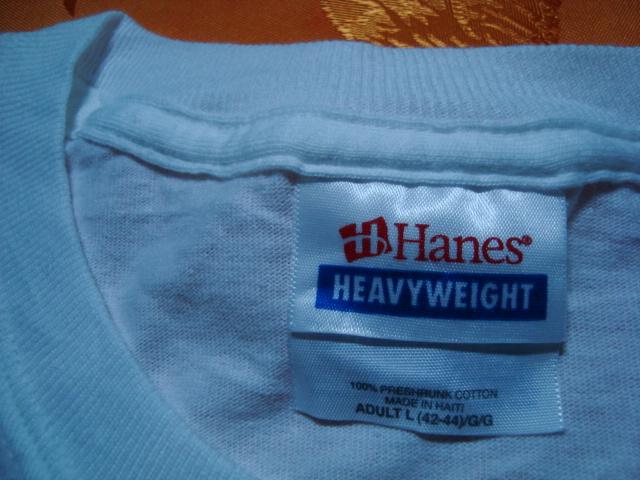 H Hanes®
HEAVYWEIGHT
100% PRESHRUNK COTTON
MADE IN HAITI
ADULT L (42-44)/G/G